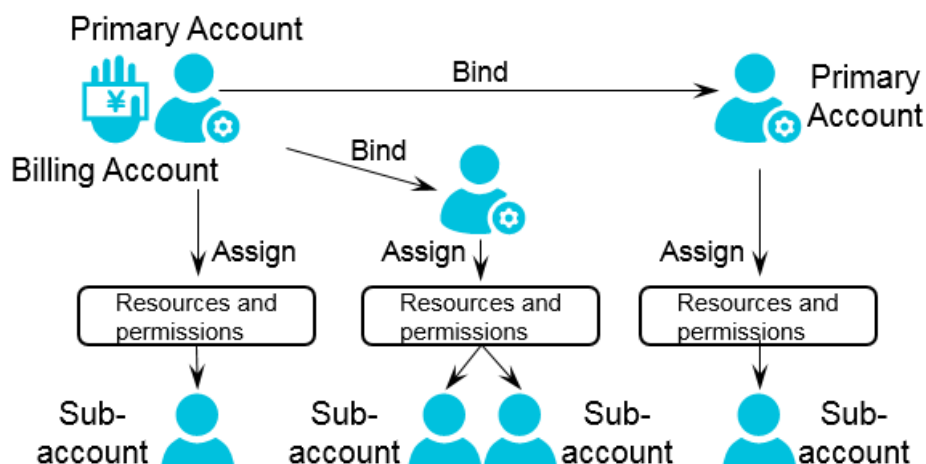 Primary Account
Bind
Primary
Account
¥
Bind
Billing Account
Assign
Assign
Assign
Resources and
permissions
Resources and
permissions
Resources and
permissions
Sub-
account
Sub-
account
Sub-
account
Sub-
account